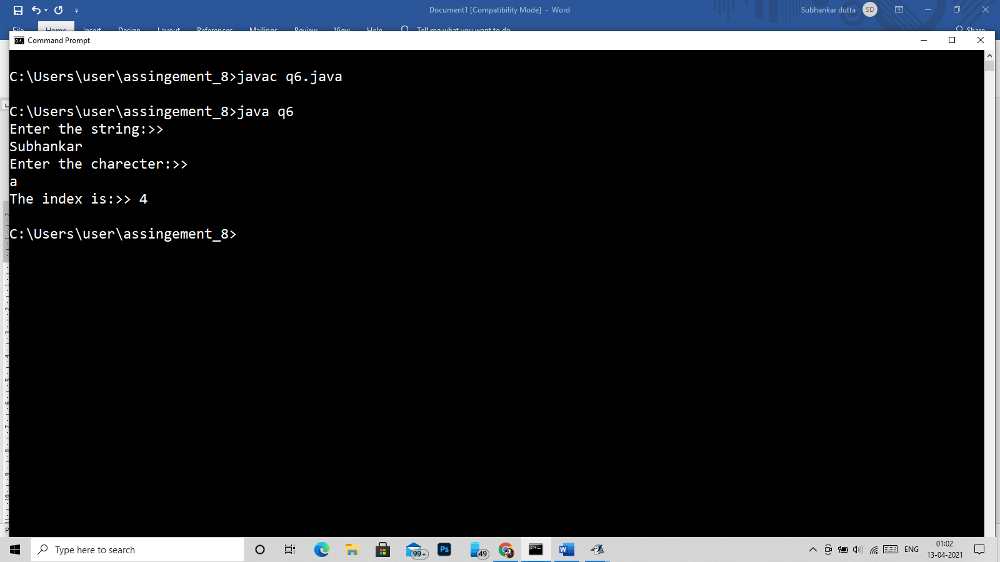 Document1 [Compatibility Mode] - Word
Subhankar dutta
SD
File Home Insert Design Layout References Mailings Review View Help Tell me what you want to do Share
Command Prompt
C:\Users\user\assingement_8>javac q6.java
C:\Users\user\assingement_8>java q6
Enter the string:>>
Subhankar
Enter the charecter:>>
a
The index is:>> 4
C:\Users\user\assingement_8>
Type here to search
99+
Ps
49
ENG
01:02
13-04-2021